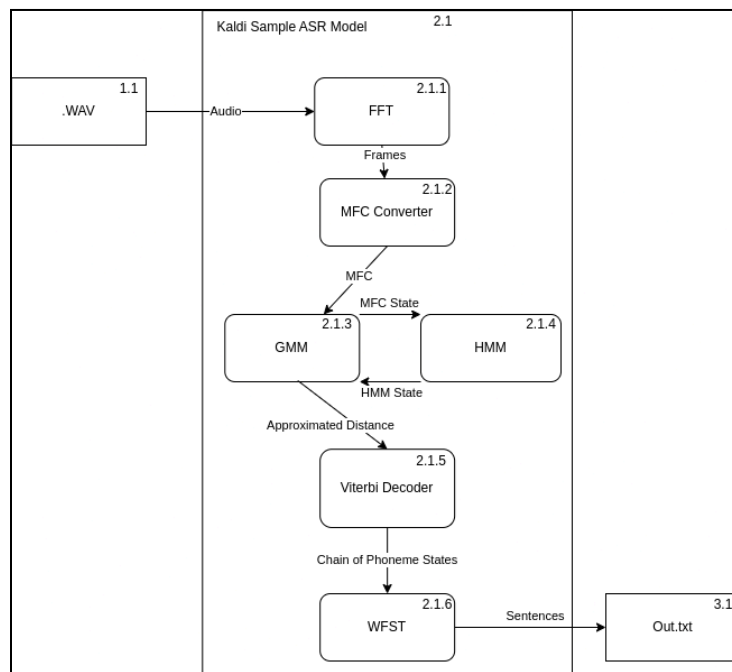 Kaldi Sample ASR Model
2.1
1.1
.WAV
Audio
2.1.1
FFT
Frames
2.1.2
MFC Converter
MFC
MFC State
2.1.3
GMM
2.1.4
HMM
HMM State
Approximated Distance
2.1.5
Viterbi Decoder
Chain of Phoneme States
2.1.6
WFST
Sentences
3.1
Out.txt